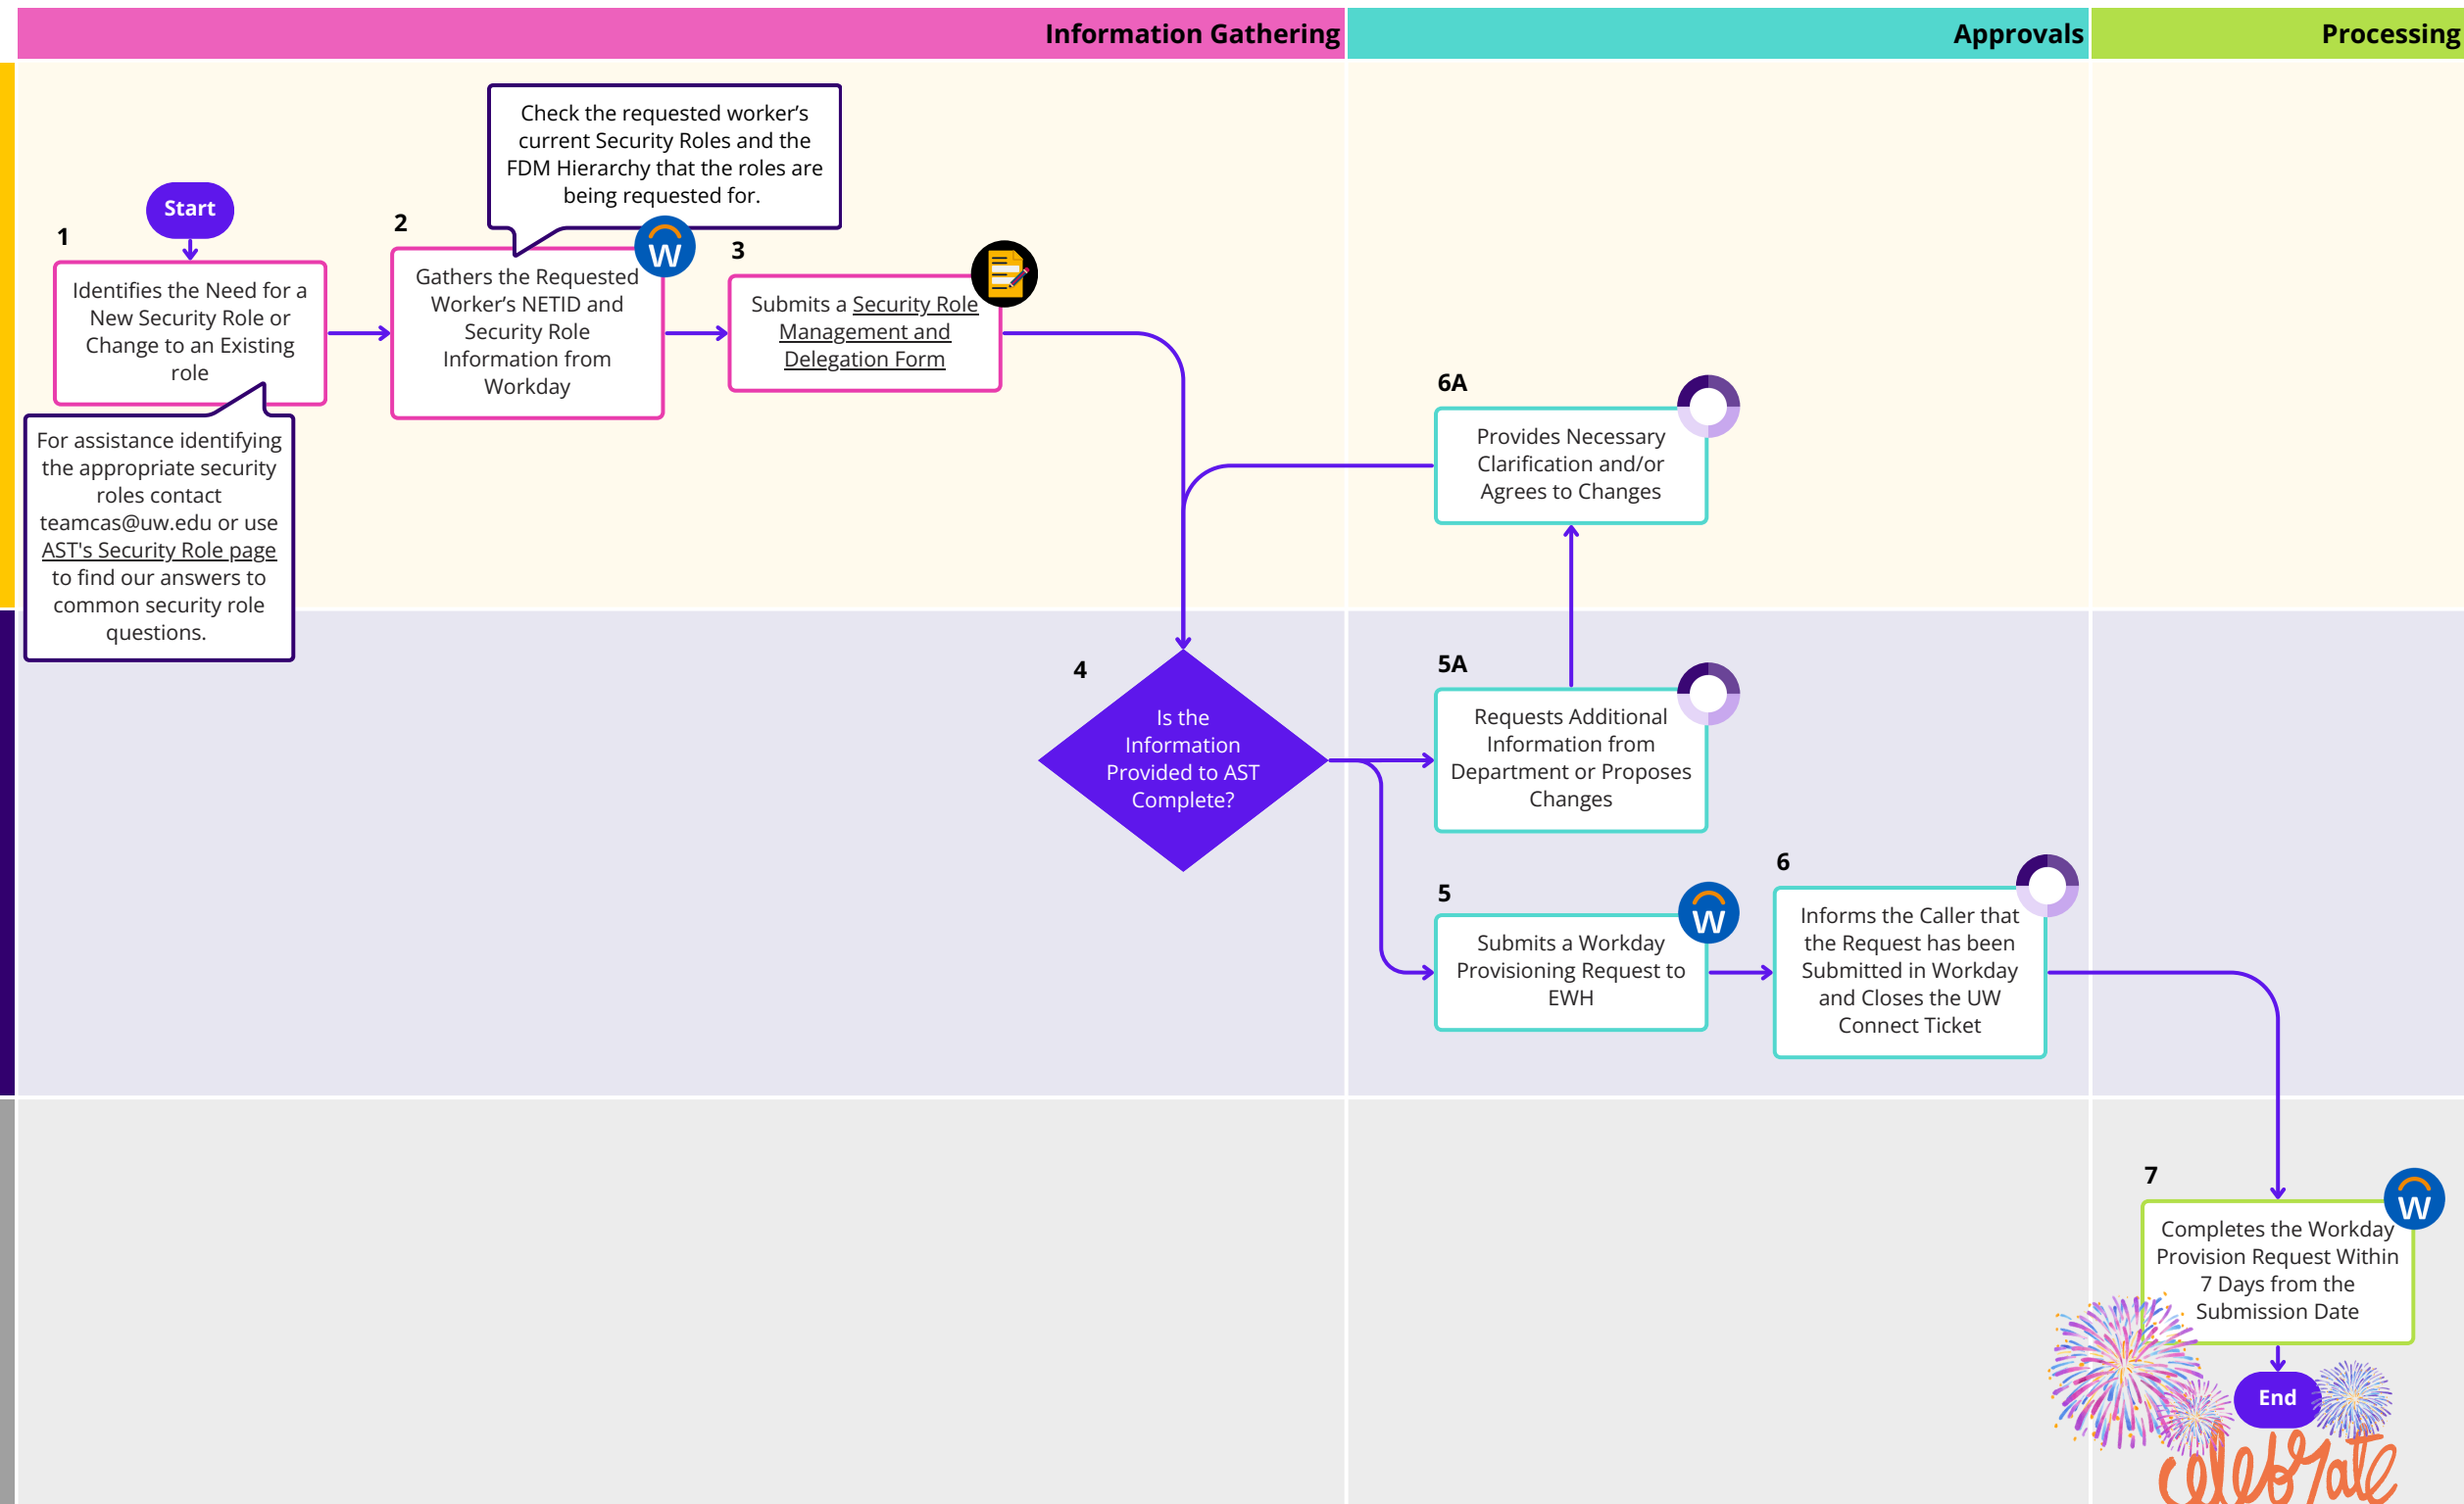 Information Gathering
Approvals
Processing
Check the requested worker’s
current Security Roles and the
FDM Hierarchy that the roles are
being requested for.
Start
1
Identifies the Need for a
New Security Role or
Change to an Existing
role
2
W
Gathers the Requested
Worker’s NETID and
Security Role
Information from
Workday
3
Submits a Security Role
Management and
Delegation Form
For assistance identifying
the appropriate security
roles contact
teamcas@uw.edu or use
AST's Security Role page
to find our answers to
common security role
questions.
6A
Provides Necessary
Clarification and/or
Agrees to Changes
4
Is the
Information
Provided to AST
Complete?
5A
Requests Additional
Information from
Department or Proposes
Changes
5
W
Submits a Workday
Provisioning Request to
EWH
6
Informs the Caller that
the Request has been
Submitted in Workday
and Closes the UW
Connect Ticket
7
W
Completes the Workday
Provision Request Within
7 Days from the
Submission Date
End
celebrate